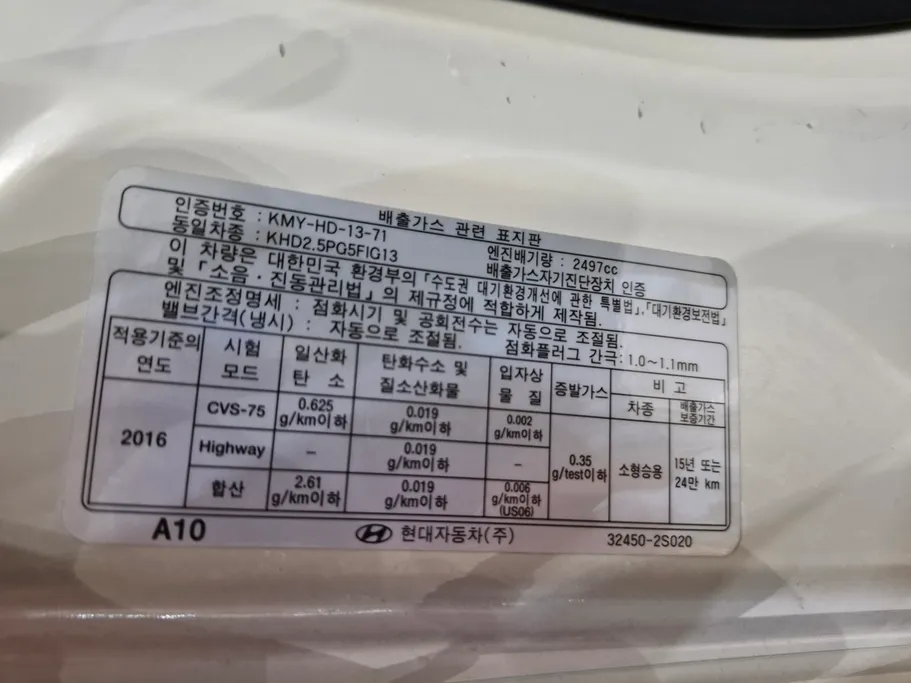 배출가스 관련 표지판
인증번호 : KMY-HD-13-71 엔진배기량 : 2497cc
동일차종 : KHD2.5PG5FIG13 배출가스자기진단장치 인증
이 차량은 대한민국 환경부의 「수도권 대기환경개선에 관한 특별법」,「대기환경보전법」
및 「소음 · 진동관리법」의 제규정에 적합하게 제작됨.
엔진조정명세 : 점화시기 및 공회전수는 자동으로 조절됨.
밸브간격(냉시) : 자동으로 조절됨. 점화플러그 간극: 1.0~1.1mm
적용기준의 시험 일산화 탄화수소 및 입자상 증발가스 비 고
연도 모드 탄 소 질소산화물 물 질 차종 배출가스
보증기간
2016 CVS-75 0.625 0.019 0.002 0.35 소형승용 15년 또는
g/km이하 g/km이하 g/km이하 g/test이하 24만 km
Highway – 0.019 –
g/km이하
합산 2.61 0.019 0.006
g/km이하 g/km이하 g/km이하
(US06)
A10 현대자동차(주) 32450-2S020